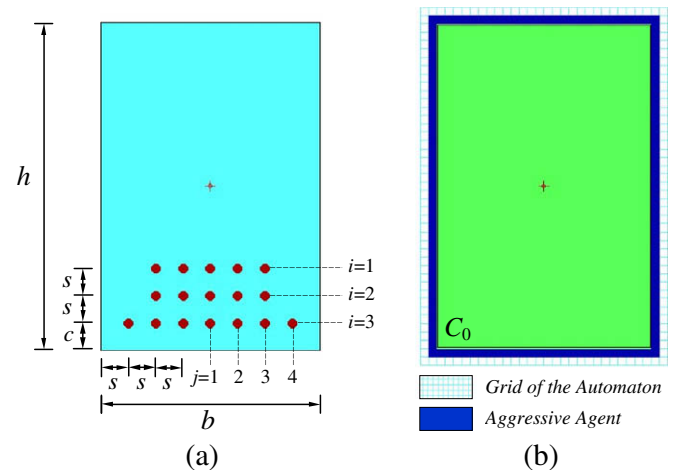 h
s
s
c
i=1
i=2
i=3
s s s j=1 2 3 4
b
(a)
C0
Grid of the Automaton
Aggressive Agent
(b)